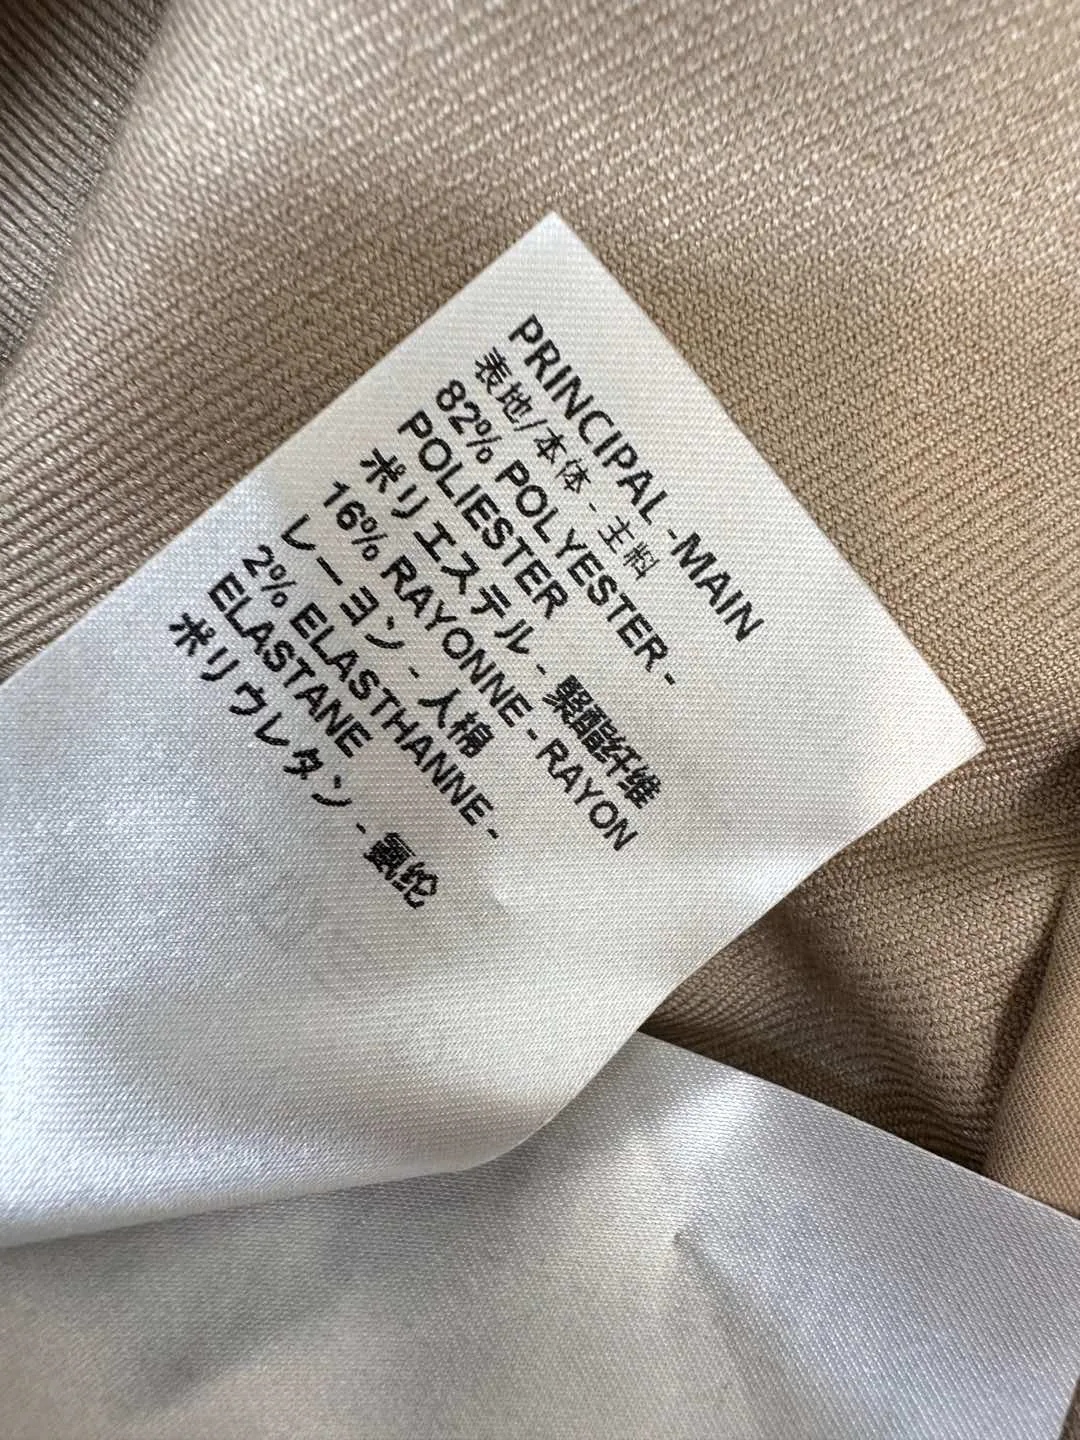 PRINCIPAL - MAIN
表地/本体 - 主料
82% POLYESTER -
POLIESTER
ポリエステル - 聚酯纤维
16% RAYONNE - RAYON
レーヨン - 人棉
2% ELASTHANNE -
ELASTANE
ポリウレタン - 氨纶